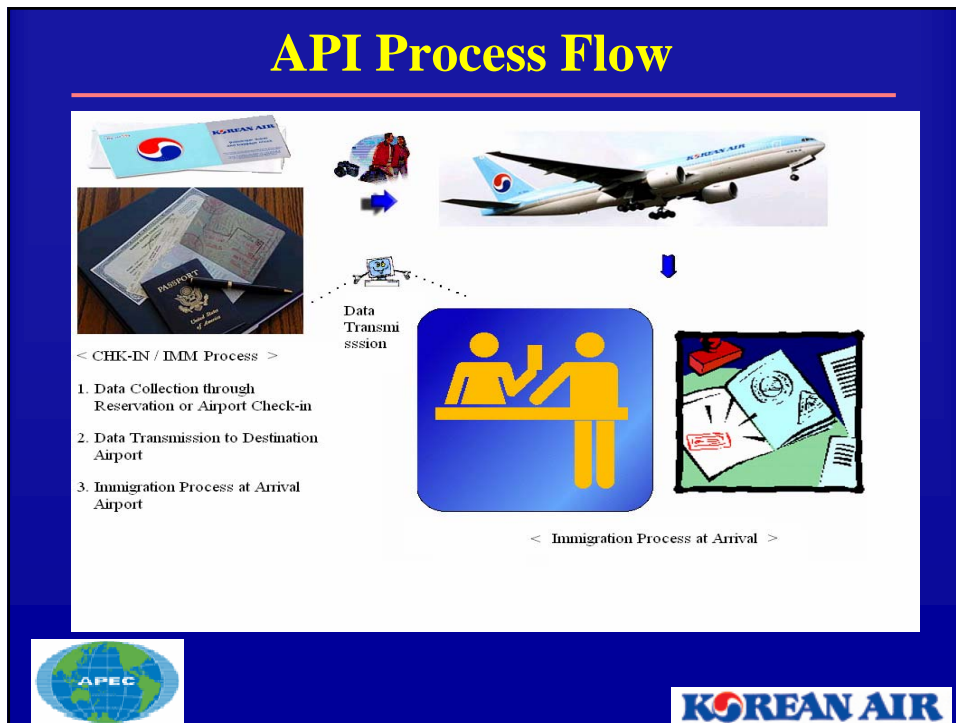 API Process Flow
KOREAN AIR
KOREAN AIR
PASSPORT
United States
of America
Data
Transmi
sssion
< CHK-IN / IMM Process >
1. Data Collection through
Reservation or Airport Check-in
2. Data Transmission to Destination
Airport
3. Immigration Process at Arrival
Airport
< Immigration Process at Arrival >
APEC
KOREAN AIR